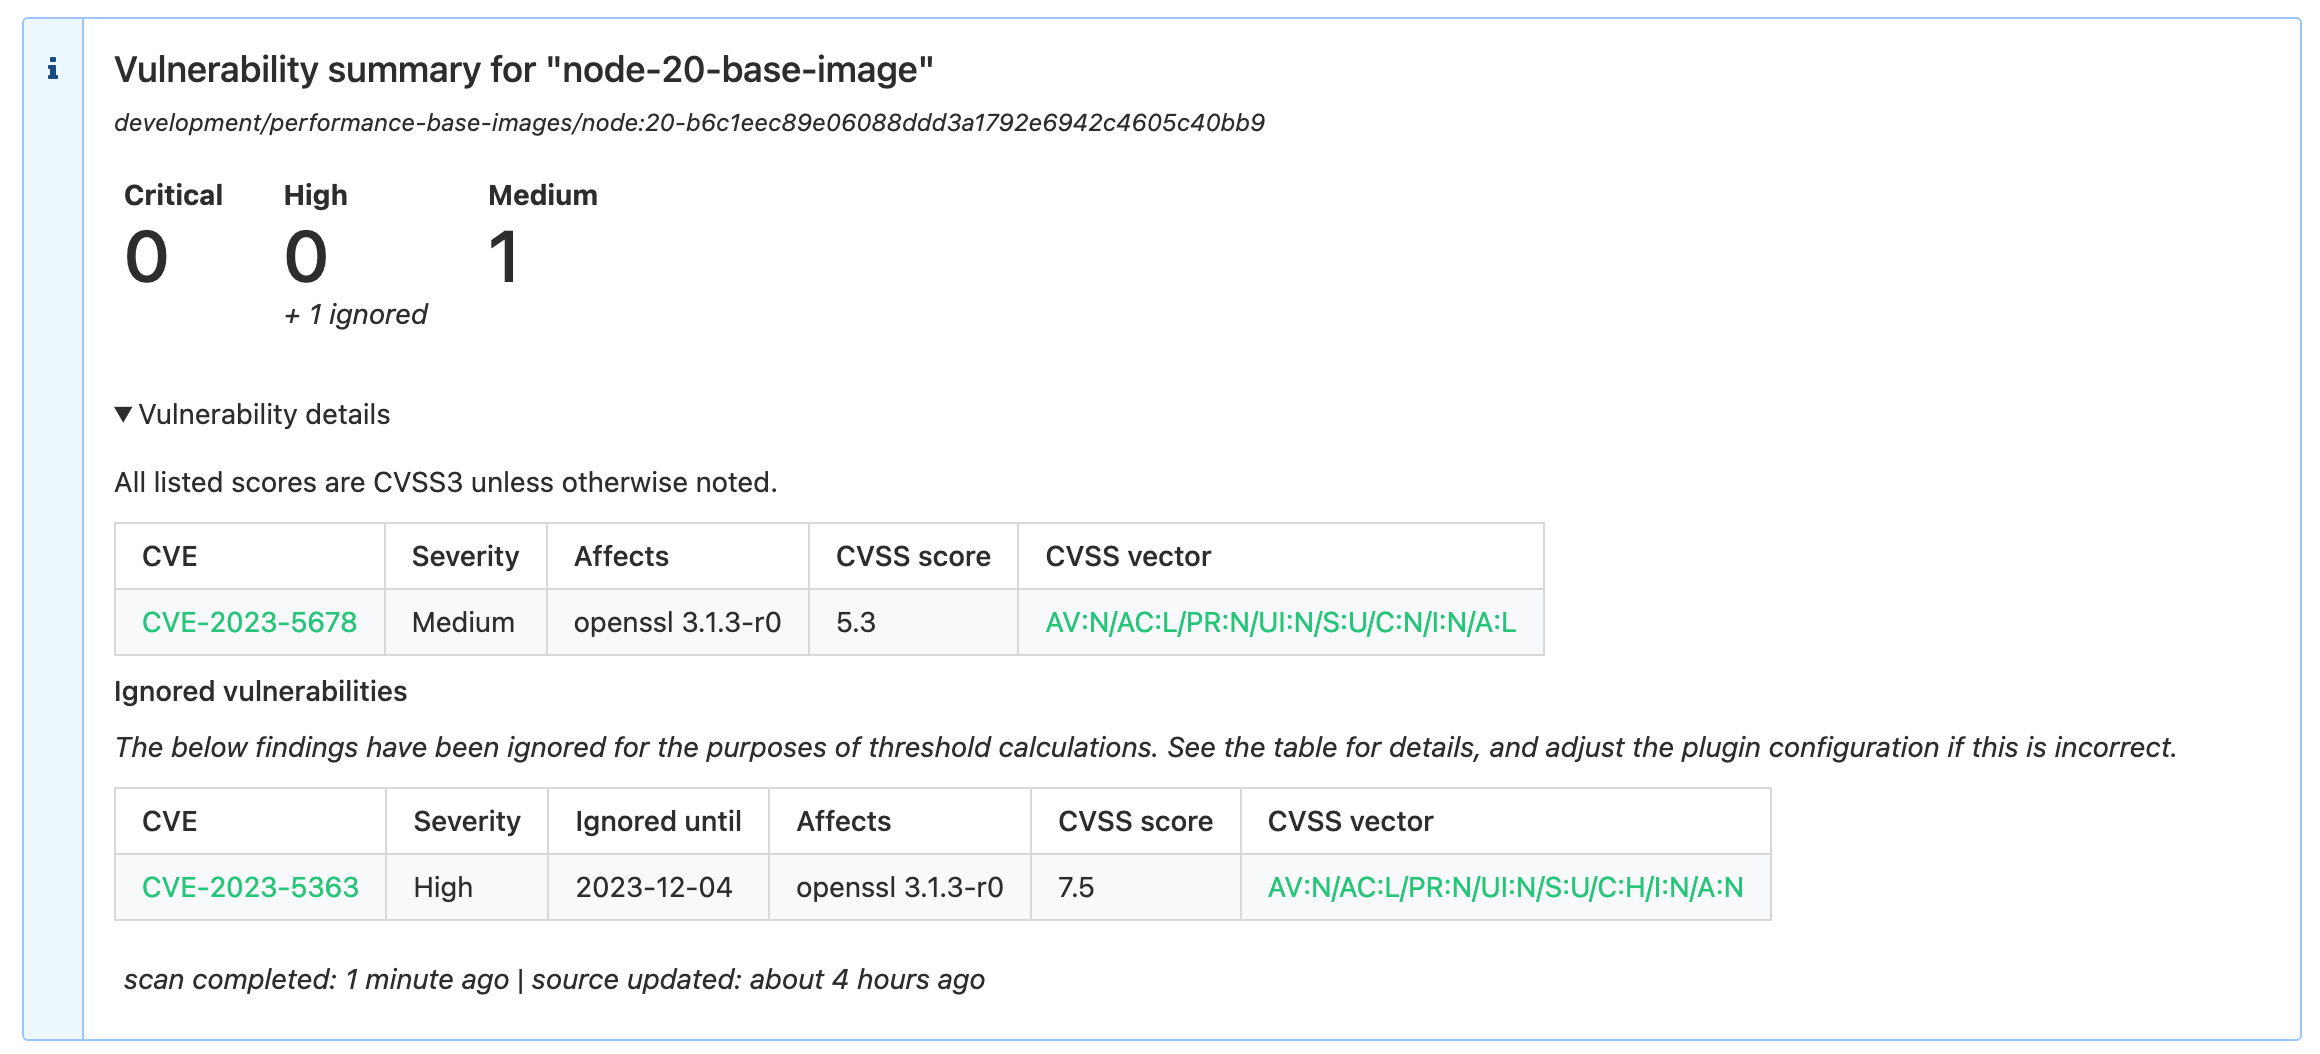 Vulnerability summary for "node-20-base-image"
development/performance-base-images/node:20-b6c1eec89e06088ddd3a1792e6942c4605c40bb9
Critical High Medium
0 0 1
+ 1 ignored
▼ Vulnerability details
All listed scores are CVSS3 unless otherwise noted.
CVE Severity Affects CVSS score CVSS vector
CVE-2023-5678 Medium openssl 3.1.3-r0 5.3 AV:N/AC:L/PR:N/UI:N/S:U/C:N/I:N/A:L
Ignored vulnerabilities
The below findings have been ignored for the purposes of threshold calculations. See the table for details, and adjust the plugin configuration if this is incorrect.
CVE Severity Ignored until Affects CVSS score CVSS vector
CVE-2023-5363 High 2023-12-04 openssl 3.1.3-r0 7.5 AV:N/AC:L/PR:N/UI:N/S:U/C:H/I:N/A:N
scan completed: 1 minute ago | source updated: about 4 hours ago